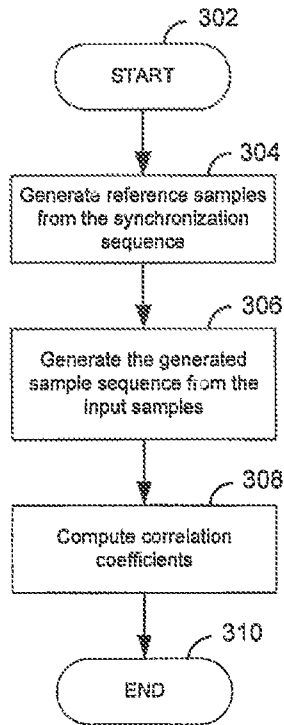 302
START
304
Generate reference samples
from the synchronization
sequence
306
Generate the generated
sample sequence from the
input samples
308
Compute correlation
coefficients
310
END